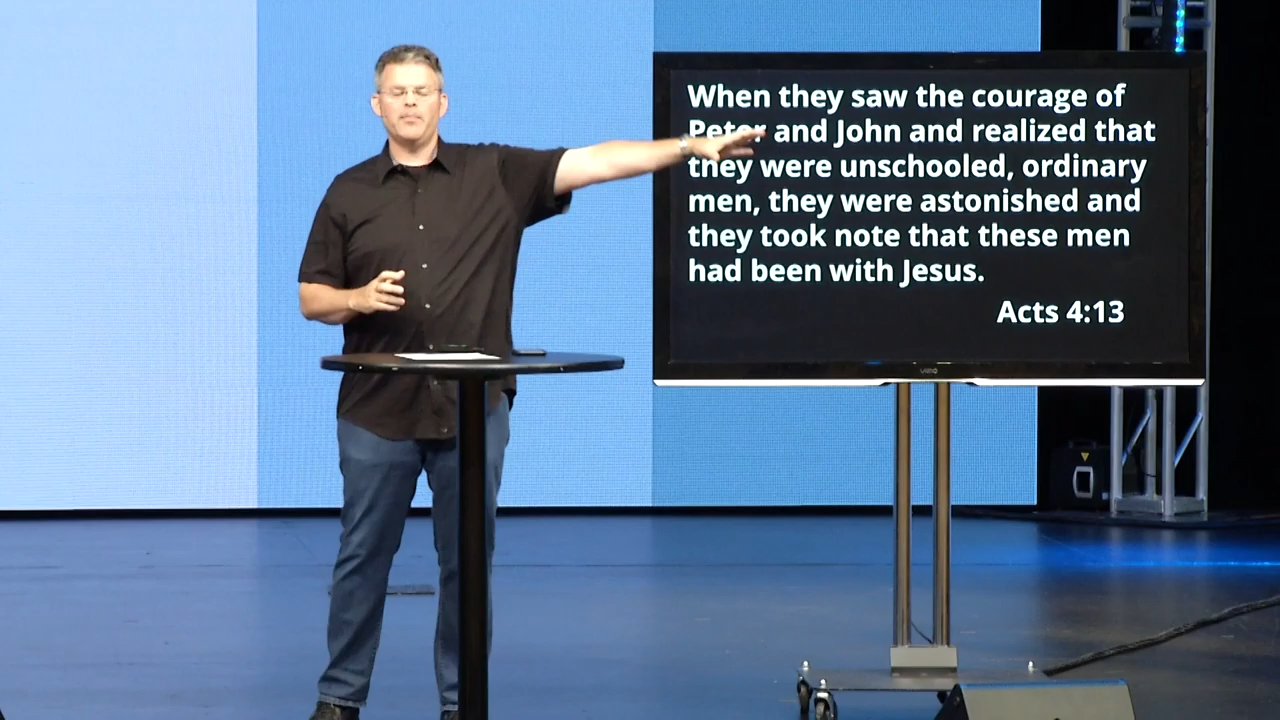 When they saw the courage of
Peter and John and realized that
they were unschooled, ordinary
men, they were astonished and
they took note that these men
had been with Jesus.
Acts 4:13
VIZIO